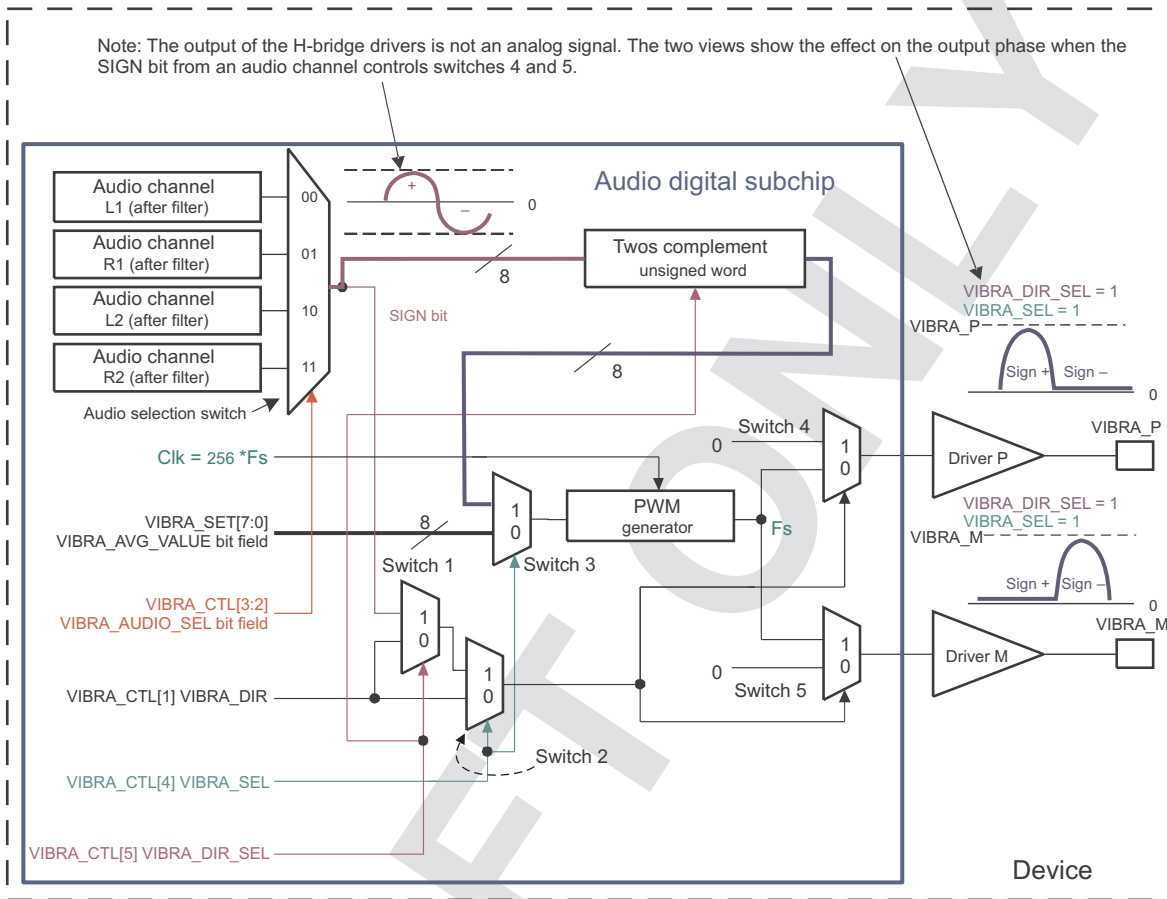 Note: The output of the H-bridge drivers is not an analog signal. The two views show the effect on the output phase when the
SIGN bit from an audio channel controls switches 4 and 5.
Audio digital subchip
Audio channel
L1 (after filter)
Audio channel
R1 (after filter)
Audio channel
L2 (after filter)
Audio channel
R2 (after filter)
00
01
10
11
Audio selection switch
+
–
0
8
SIGN bit
Twos complement
unsigned word
8
VIBRA_DIR_SEL = 1
VIBRA_SEL = 1
VIBRA_P
Sign +
Sign –
0
Clk = 256 *Fs
VIBRA_SET[7:0]
VIBRA_AVG_VALUE bit field
8
1
0
Switch 3
PWM
generator
Fs
Switch 4
0
1
0
Driver P
VIBRA_P
VIBRA_DIR_SEL = 1
VIBRA_SEL = 1
VIBRA_M
Sign +
Sign –
0
Switch 1
1
0
VIBRA_CTL[3:2]
VIBRA_AUDIO_SEL bit field
VIBRA_CTL[1] VIBRA_DIR
1
0
Switch 2
0
Switch 5
1
0
Driver M
VIBRA_M
VIBRA_CTL[4] VIBRA_SEL
VIBRA_CTL[5] VIBRA_DIR_SEL
Device
FT ONLY